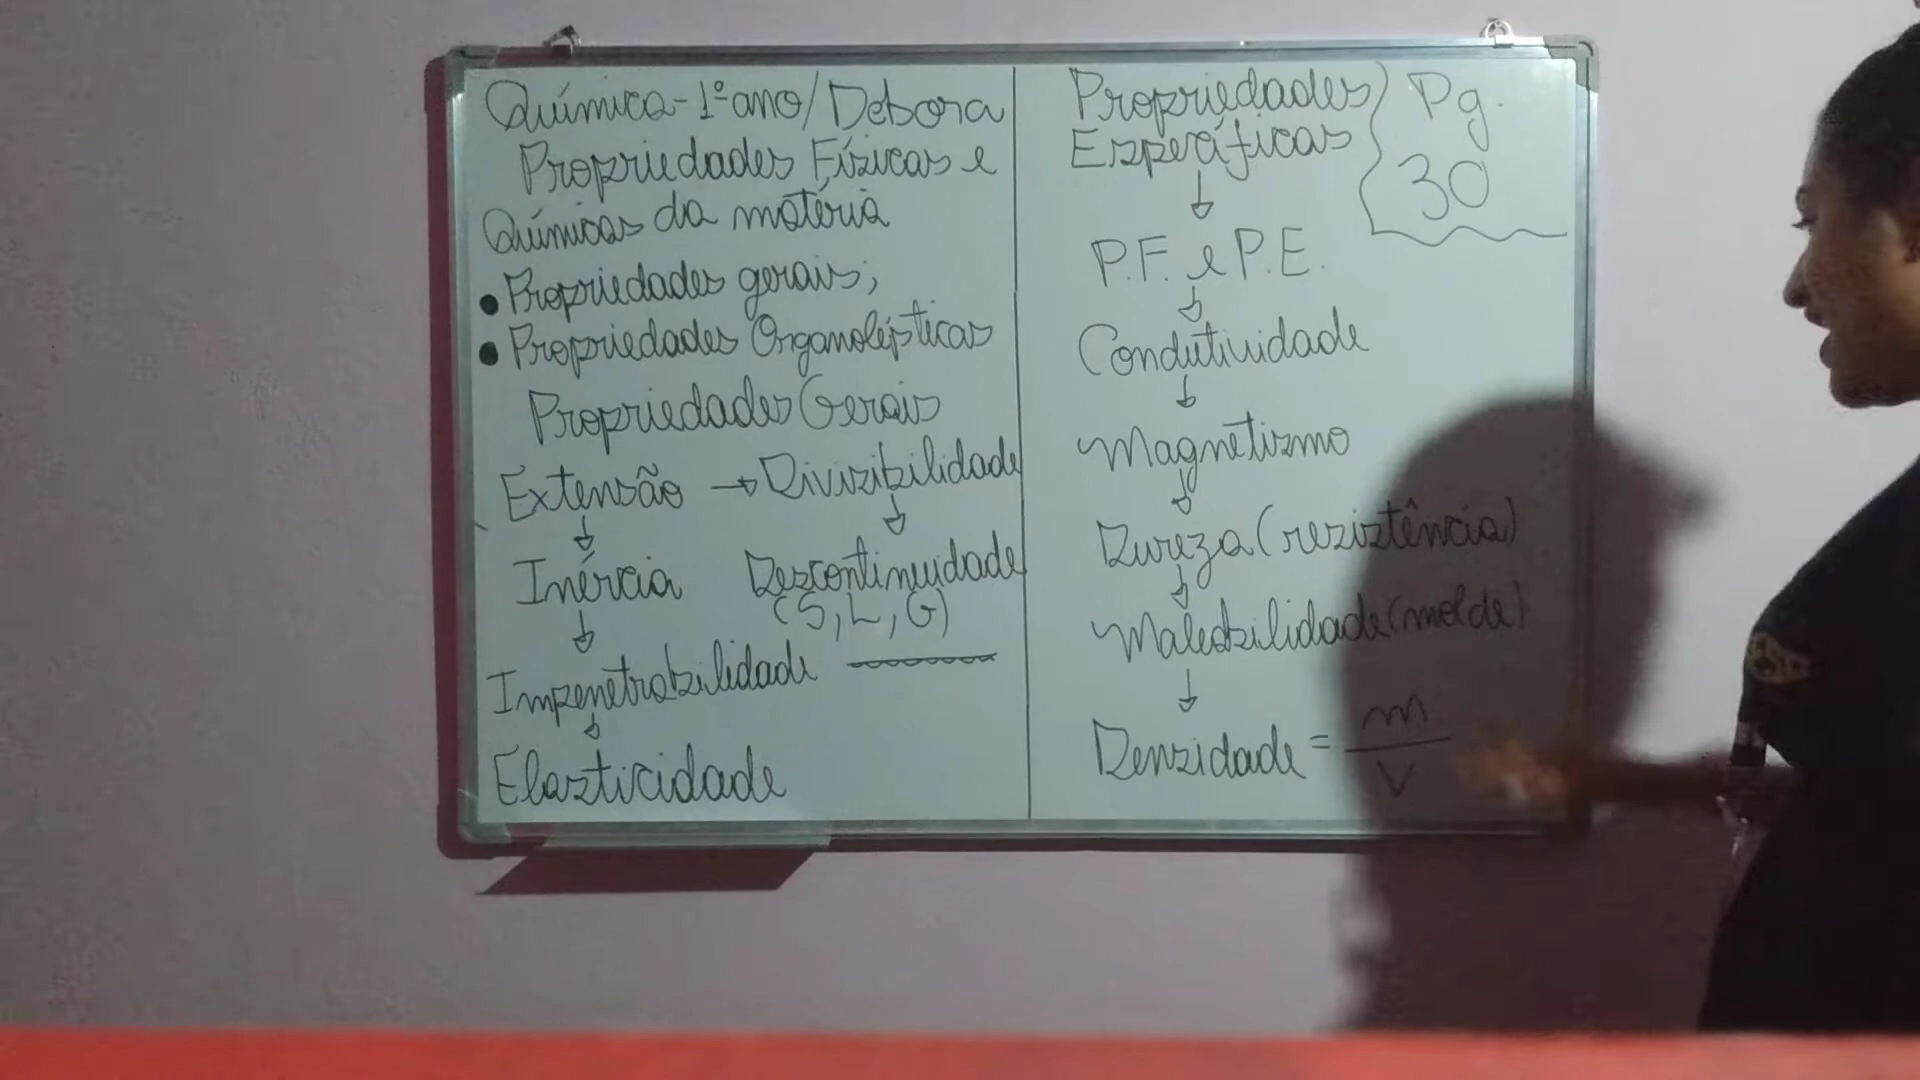 Química - 1º ano / Debora
Propriedades Físicas e
Químicas da matéria
• Propriedades gerais;
• Propriedades Organolépticas
Propriedades Gerais
Extensão → Divisibilidade
Inércia Descontinuidade
(S, L, G)
Impenetrabilidade
Elasticidade
Propriedades
Específicas
Pg.
30
P.F. e P.E.
Condutividade
Magnetismo
Dureza (resistência)
Maleabilidade (molde)
Densidade = m
V